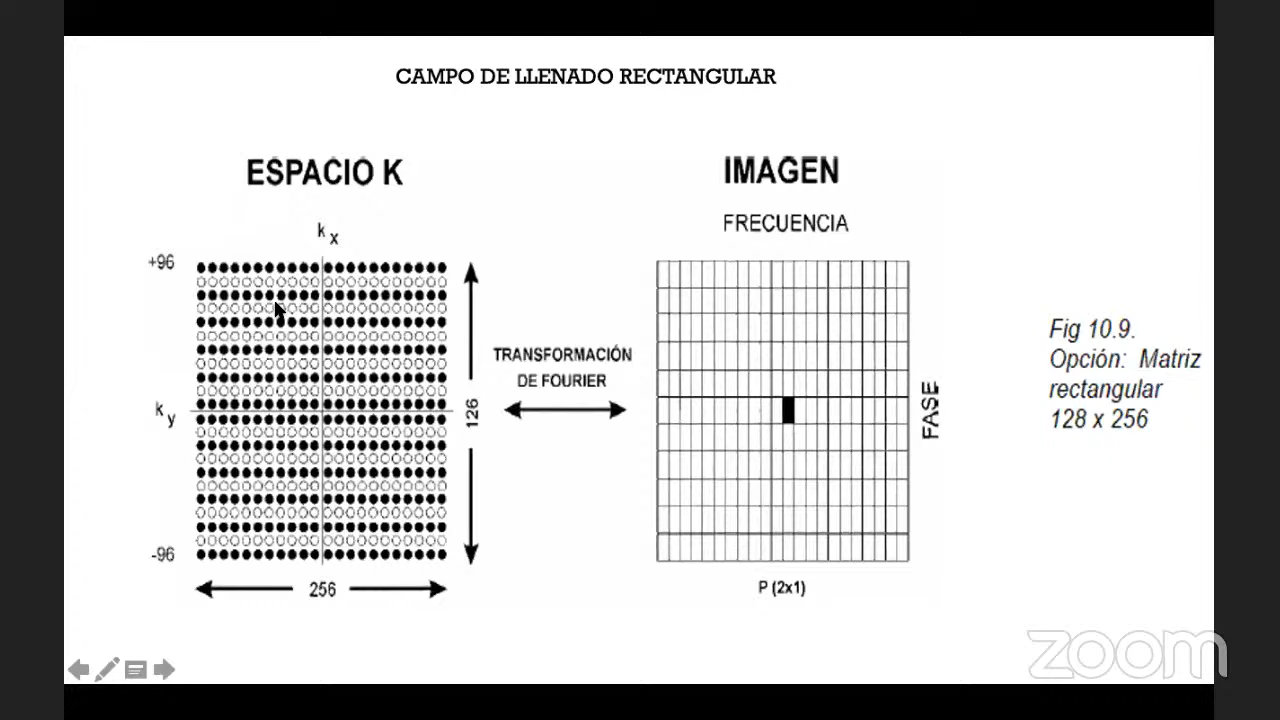 CAMPO DE LLENADO RECTANGULAR
ESPACIO K
IMAGEN
FRECUENCIA
k x
+96
k y
-96
126
256
TRANSFORMACIÓN
DE FOURIER
FASE
P (2x1)
Fig 10.9.
Opción: Matriz
rectangular
128 x 256
zoom